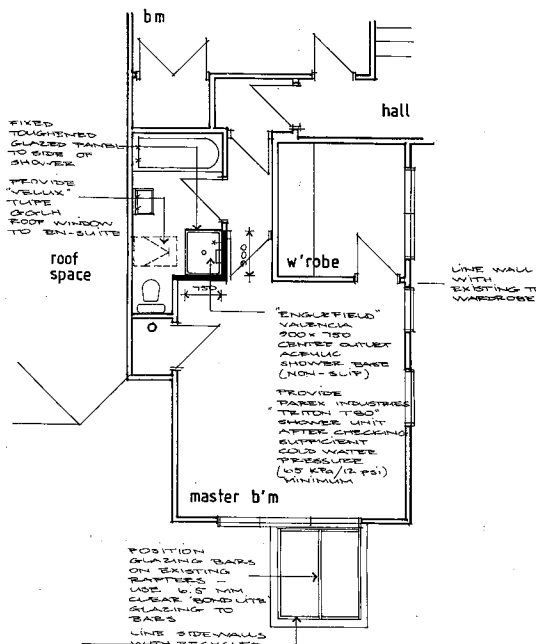 bm
hall
FIXED
TOUGHENED
GLAZED PANEL
TO SIDE OF
SHOWER
PROVIDE
"VELUX"
TYPE
GGLH
ROOF WINDOW
TO EN-SUITE
roof
space
900
750
w'robe
LINE WALL
WITH
EXISTING TO
WARDROBE
"ENGLEFIELD"
VALENCIA
900 x 750
CENTRE OUTLET
ACRYLIC
SHOWER BASE
(NON-SLIP)
PROVIDE
PAREX INDUSTRIES
"TRITON T80"
SHOWER UNIT
AFTER CHECKING
SUFFICIENT
COLD WATER
PRESSURE
(65 KPa/12 psi)
MINIMUM
master b'm
POSITION
GLAZING BARS
ON EXISTING
RAFTERS -
USE 6.5 MM
CLEAR 'BONDLITE'
GLAZING TO
BARS
LINE SIDEWALLS
WITH RECYCLED